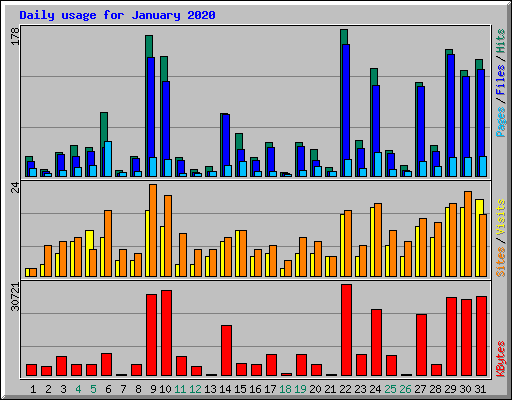 Daily usage for January 2020
178
Pages / Files / Hits
24
Sites / Visits
30721
KBytes
1 2 3 4 5 6 7 8 9 10 11 12 13 14 15 16 17 18 19 20 21 22 23 24 25 26 27 28 29 30 31